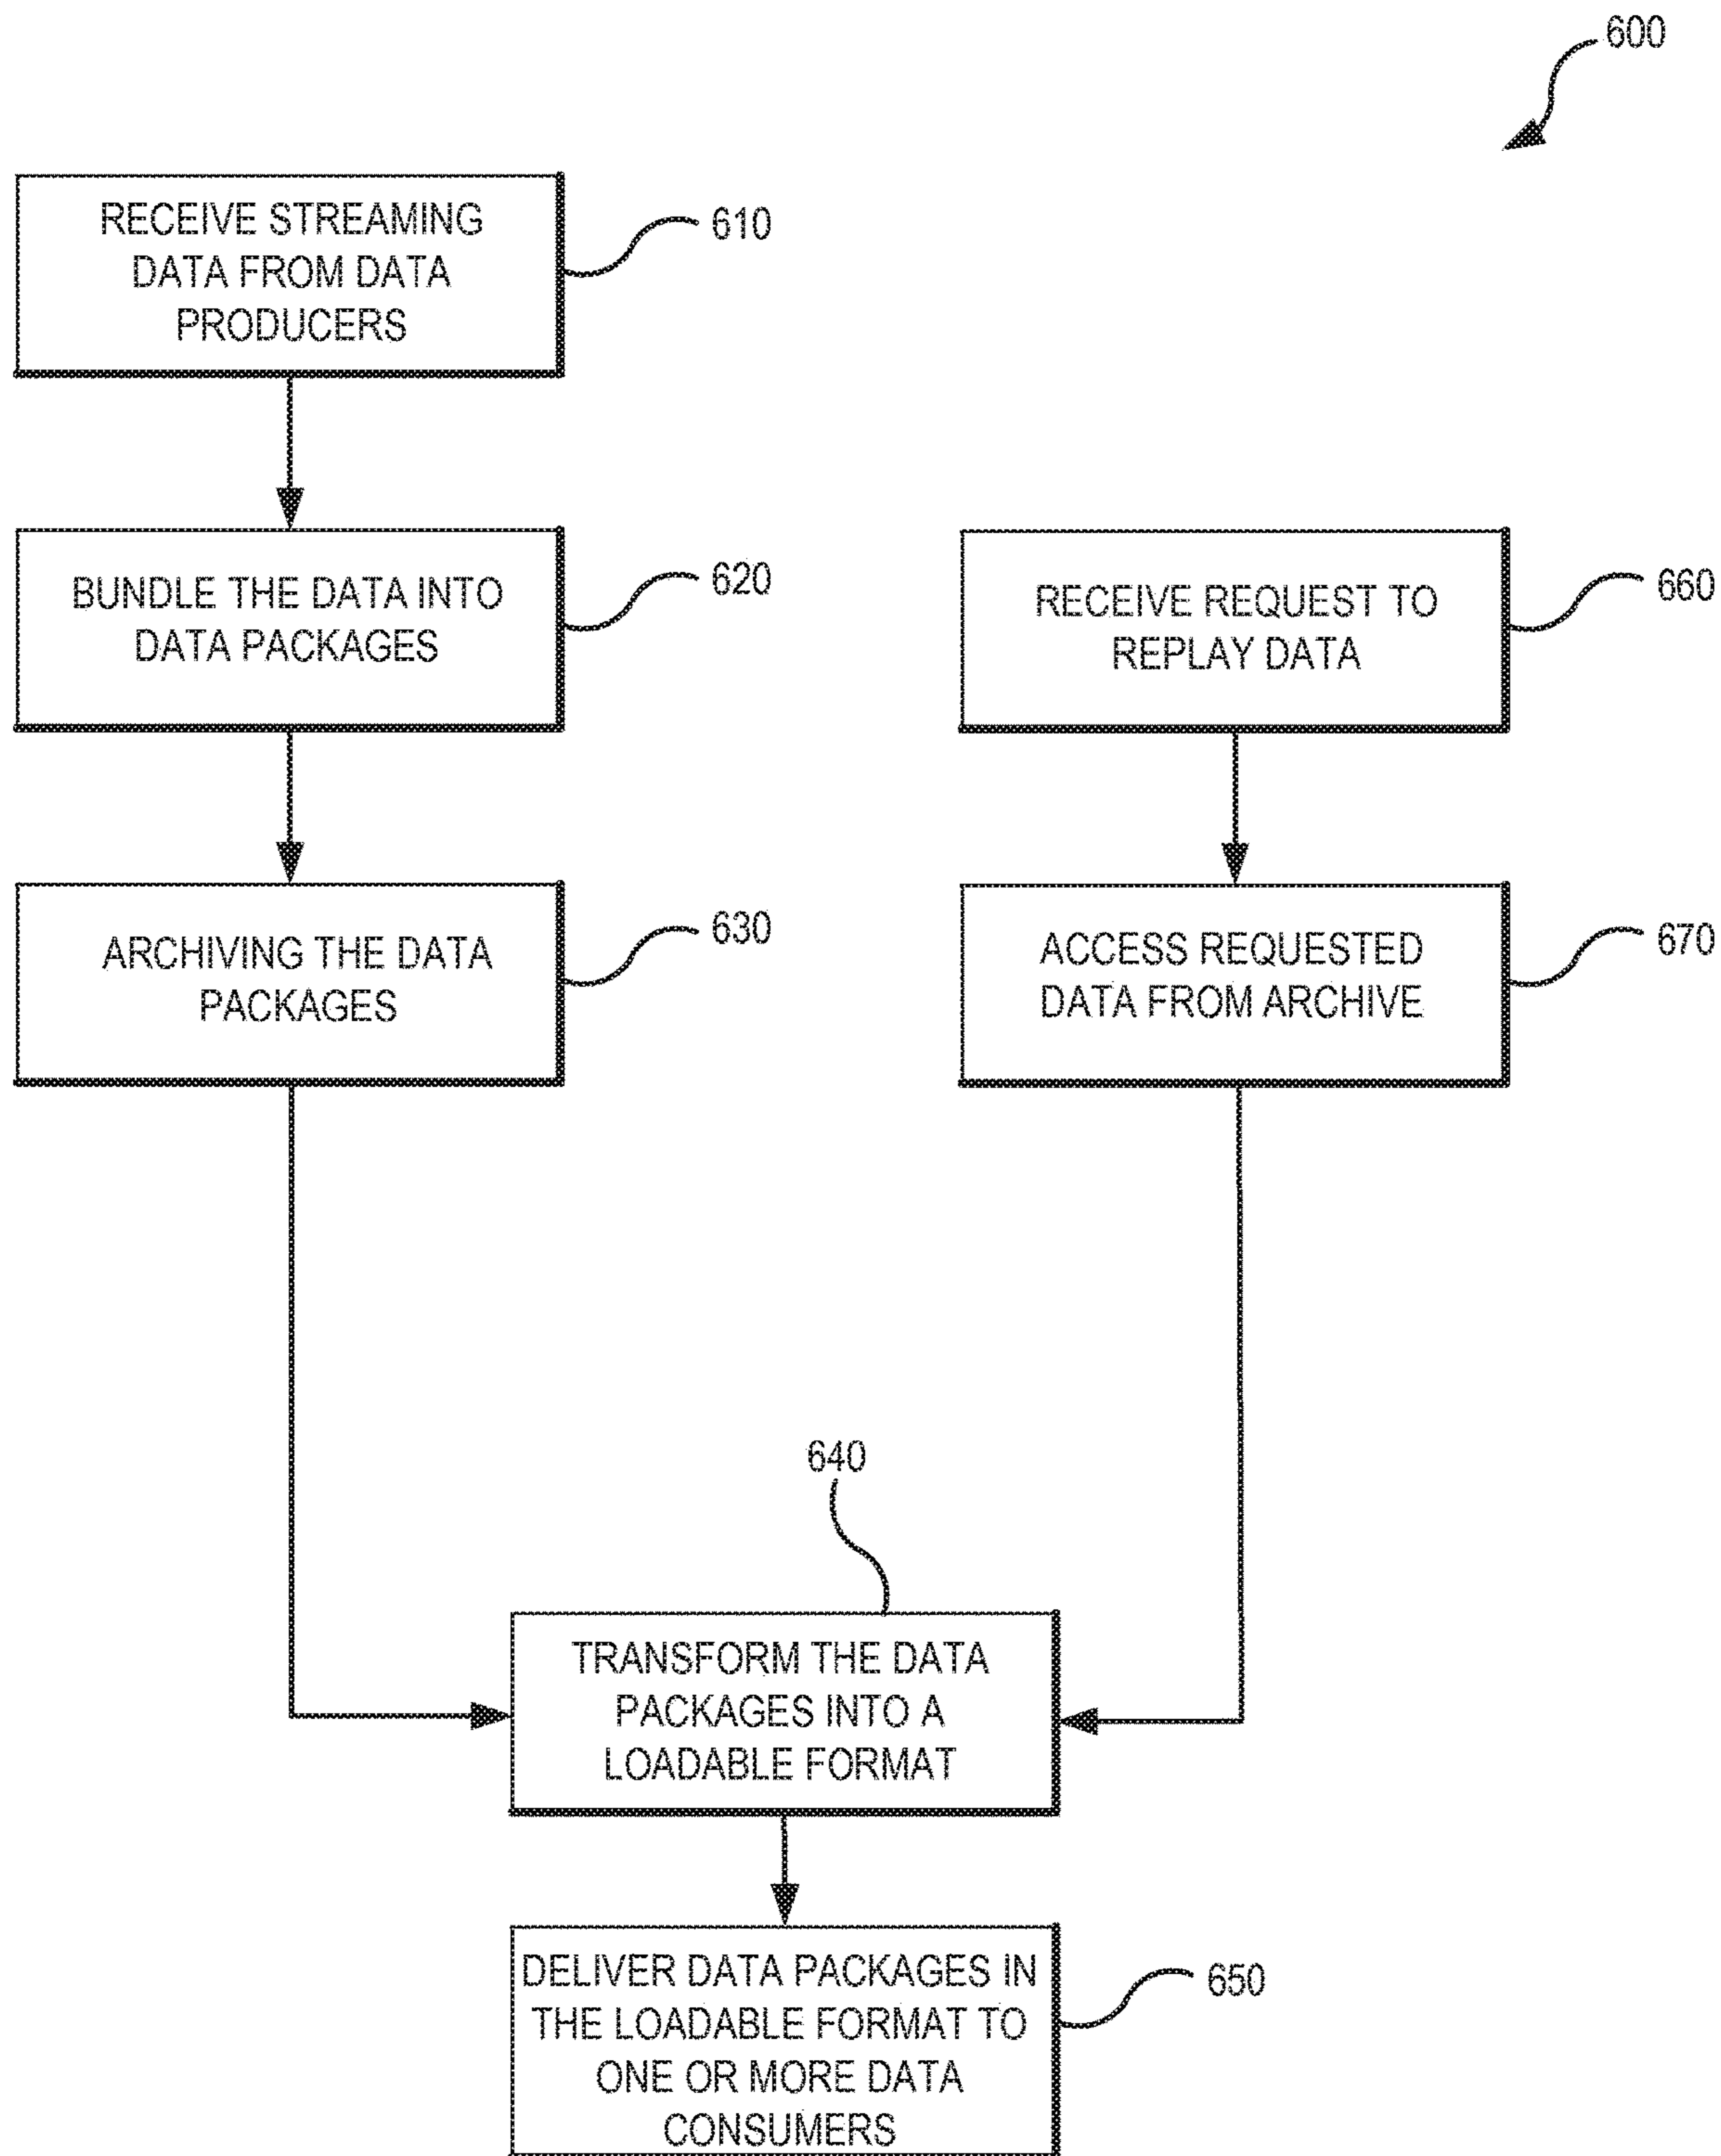 600
RECEIVE STREAMING
DATA FROM DATA
PRODUCERS
610
BUNDLE THE DATA INTO
DATA PACKAGES
620
RECEIVE REQUEST TO
REPLAY DATA
660
ARCHIVING THE DATA
PACKAGES
630
ACCESS REQUESTED
DATA FROM ARCHIVE
670
640
TRANSFORM THE DATA
PACKAGES INTO A
LOADABLE FORMAT
DELIVER DATA PACKAGES IN
THE LOADABLE FORMAT TO
ONE OR MORE DATA
CONSUMERS
650